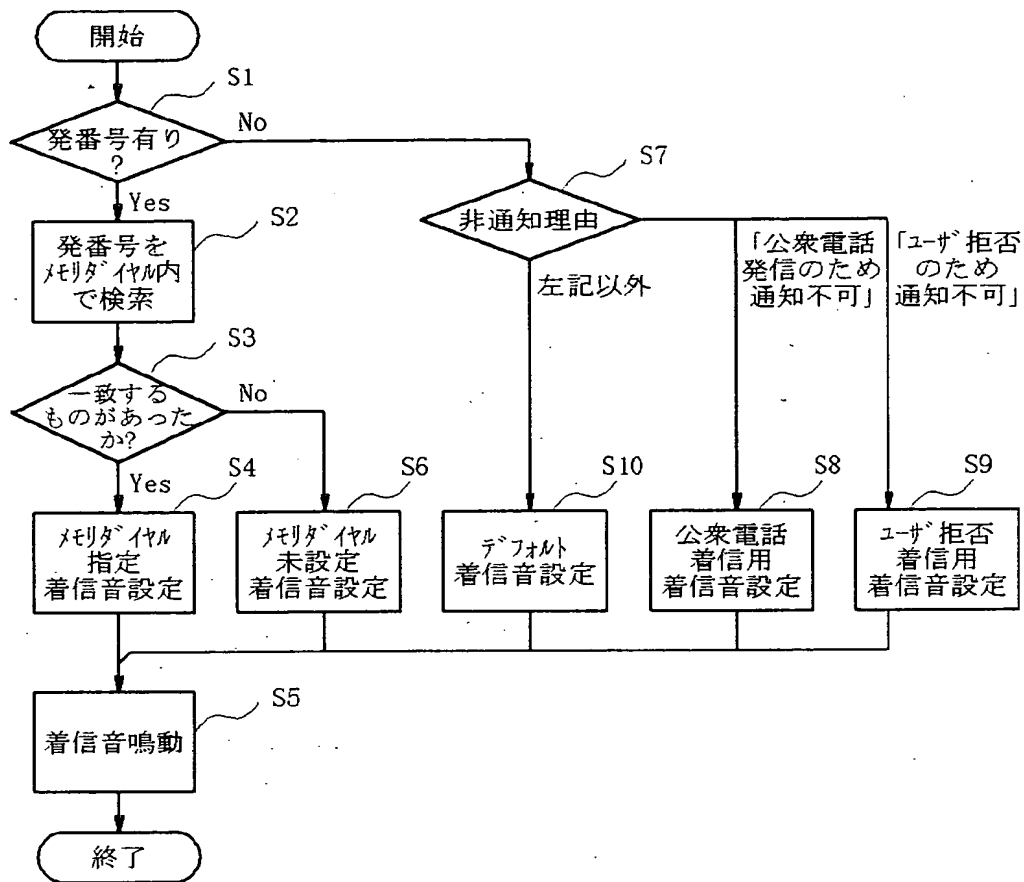 開始
S1
発番号有り
?
No
Yes
S7
非通知理由
S2
発番号を
ﾒﾓﾘﾀﾞｲﾔﾙ内
で検索
左記以外
「公衆電話
発信のため
通知不可」
「ﾕｰｻﾞ拒否
のため
通知不可」
S3
一致する
ものがあった
か?
No
Yes
S4
ﾒﾓﾘﾀﾞｲﾔﾙ
指定
着信音設定
S6
ﾒﾓﾘﾀﾞｲﾔﾙ
未設定
着信音設定
S10
ﾃﾞﾌｫﾙﾄ
着信音設定
S8
公衆電話
着信用
着信音設定
S9
ﾕｰｻﾞ拒否
着信用
着信音設定
S5
着信音鳴動
終了